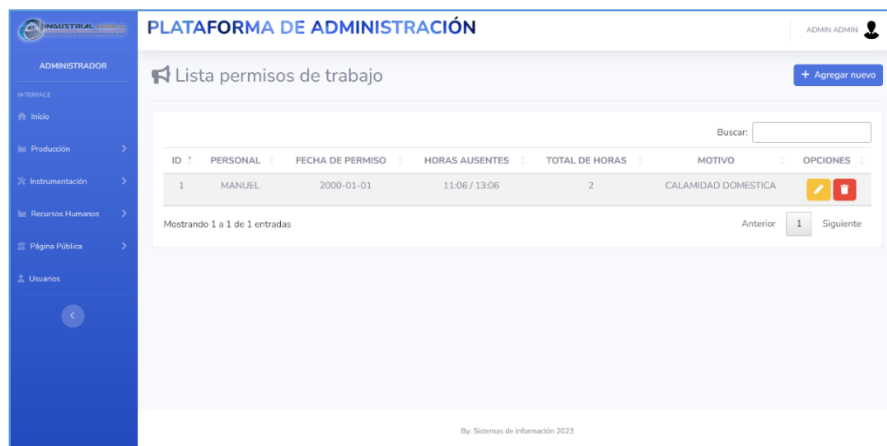 INDUSTRIAL
PLATAFORMA DE ADMINISTRACIÓN
ADMIN ADMIN
ADMINISTRADOR
INTERFACE
Inicio
Producción
Instrumentación
Recursos Humanos
Página Pública
Usuarios
Lista permisos de trabajo
+ Agregar nuevo
Buscar:
ID PERSONAL FECHA DE PERMISO HORAS AUSENTES TOTAL DE HORAS MOTIVO OPCIONES
1 MANUEL 2000-01-01 11:06 / 13:06 2 CALAMIDAD DOMESTICA
Mostrando 1 a 1 de 1 entradas
Anterior 1 Siguiente
By: Sistemas de información 2023